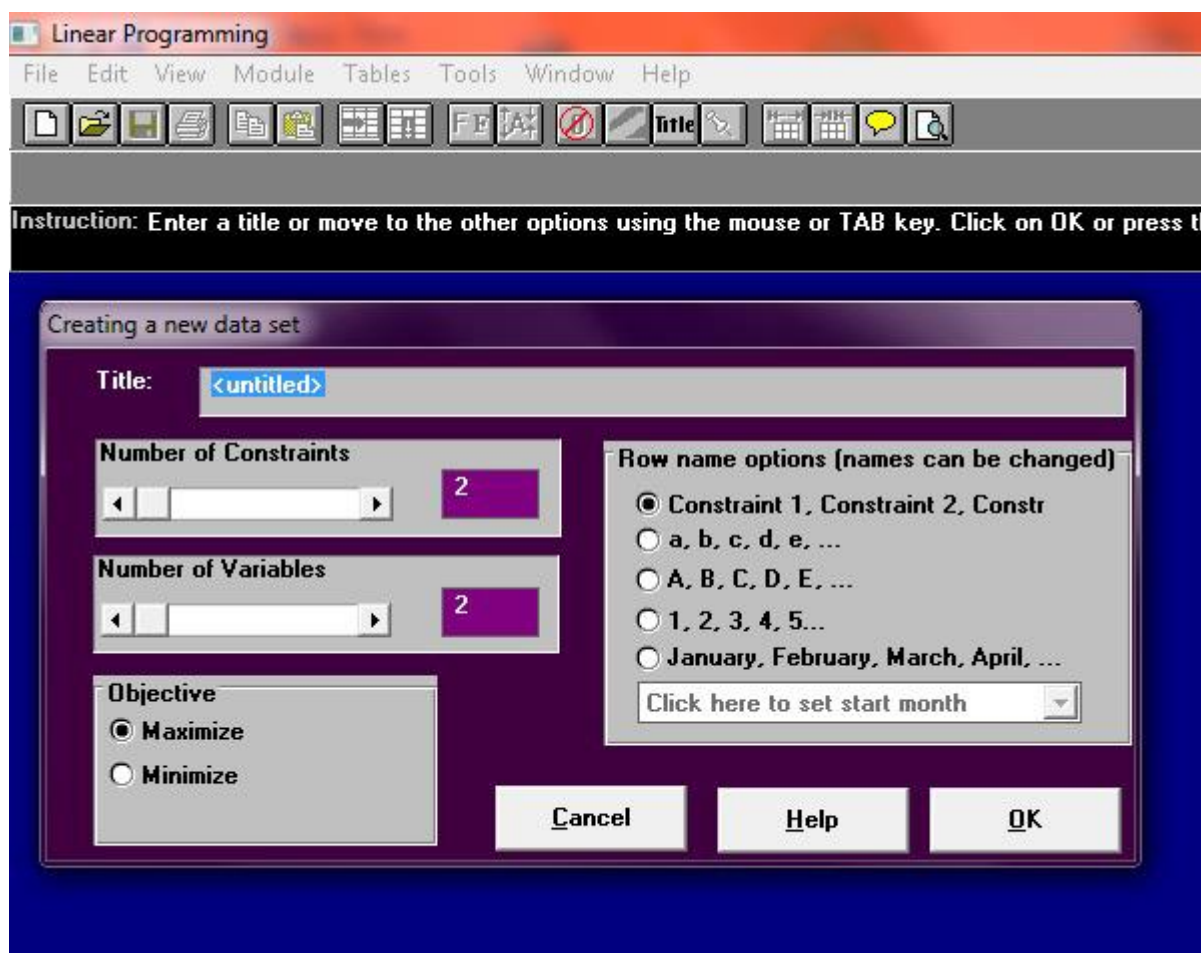 Linear Programming
File Edit View Module Tables Tools Window Help
Title
Instruction: Enter a title or move to the other options using the mouse or TAB key. Click on OK or press t
Creating a new data set
Title: <untitled>
Number of Constraints
2
Number of Variables
2
Objective
Maximize
Minimize
Row name options (names can be changed)
Constraint 1, Constraint 2, Constr
a, b, c, d, e, ...
A, B, C, D, E, ...
1, 2, 3, 4, 5...
January, February, March, April, ...
Click here to set start month
Cancel Help OK